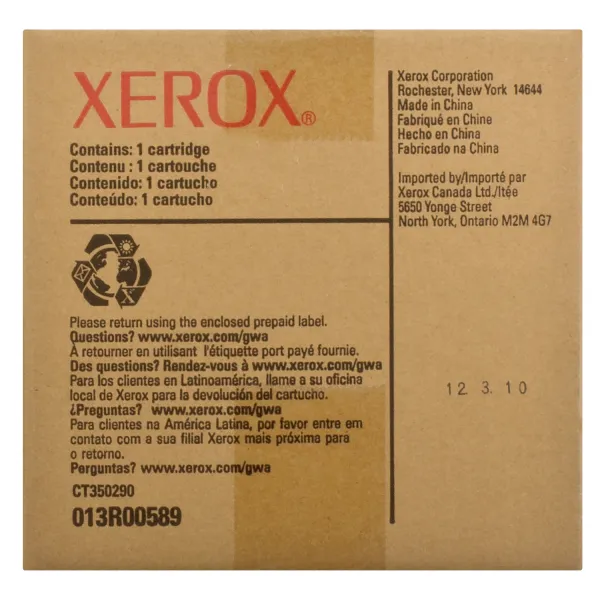 XEROX®
Contains: 1 cartridge
Contenu : 1 cartouche
Contenido: 1 cartucho
Conteúdo: 1 cartucho
Please return using the enclosed prepaid label.
Questions? www.xerox.com/gwa
À retourner en utilisant l'étiquette port payé fournie.
Des questions? Rendez-vous à www.xerox.com/gwa
Para los clientes en Latinoamérica, llame a su oficina
local de Xerox para la devolución del cartucho.
¿Preguntas? www.xerox.com/gwa
Para clientes na América Latina, por favor entre em
contato com a sua filial Xerox mais próxima para
o retorno.
Perguntas? www.xerox.com/gwa
CT350290
013R00589
Xerox Corporation
Rochester, New York 14644
Made in China
Fabriqué en Chine
Hecho en China
Fabricado na China
Imported by/Importé par
Xerox Canada Ltd./ltée
5650 Yonge Street
North York, Ontario M2M 4G7
12 3. 10